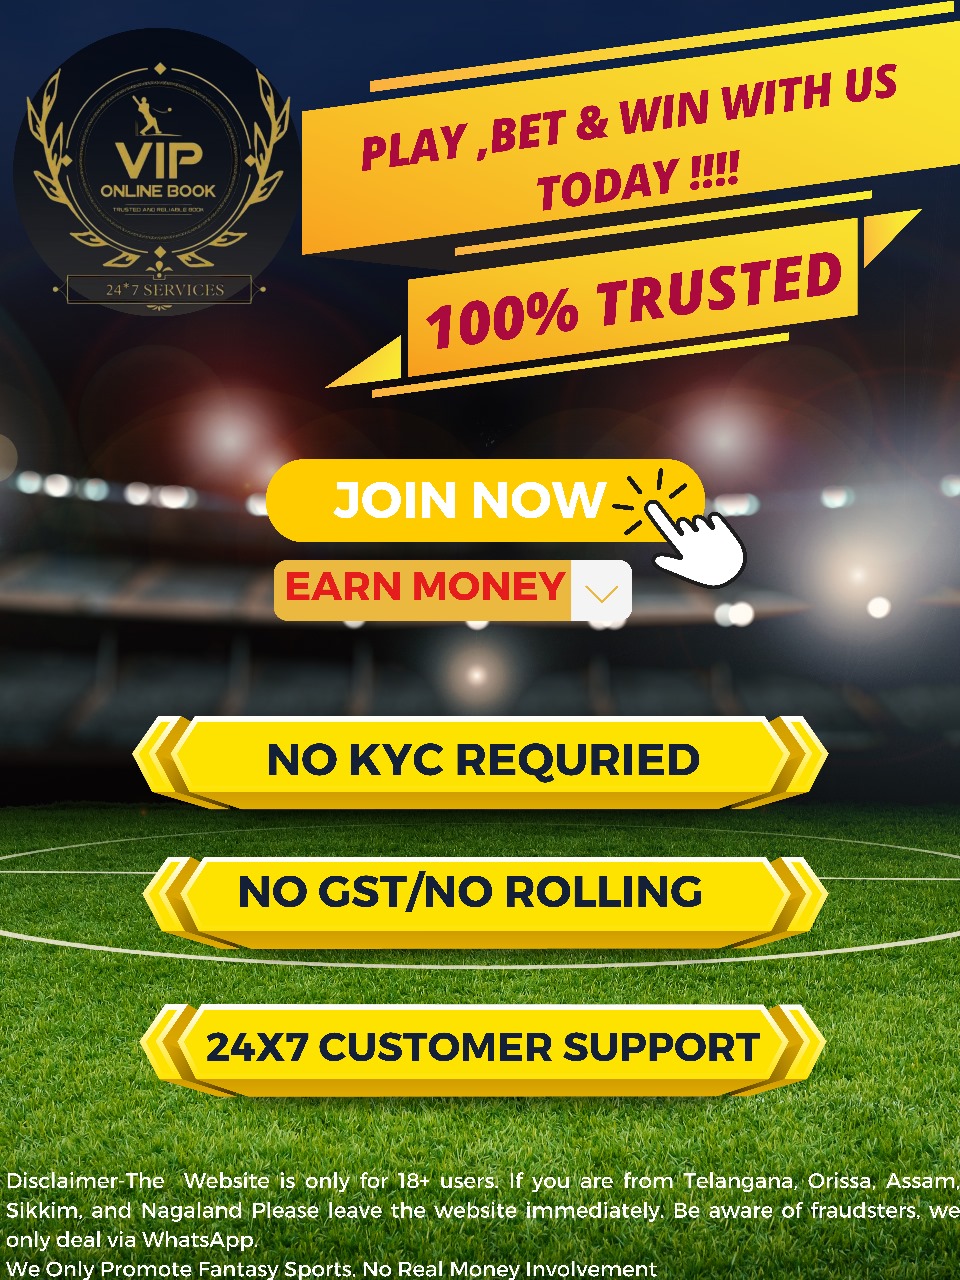 VIP
ONLINE BOOK
TRUSTED AND RELIABLE BOOK
24*7 SERVICES
PLAY ,BET & WIN WITH US
TODAY !!!!
100% TRUSTED
JOIN NOW
EARN MONEY
NO KYC REQURIED
NO GST/NO ROLLING
24X7 CUSTOMER SUPPORT
Disclaimer-The Website is only for 18+ users. If you are from Telangana, Orissa, Assam,
Sikkim, and Nagaland Please leave the website immediately. Be aware of fraudsters, we
only deal via WhatsApp.
We Only Promote Fantasy Sports, No Real Money Involvement